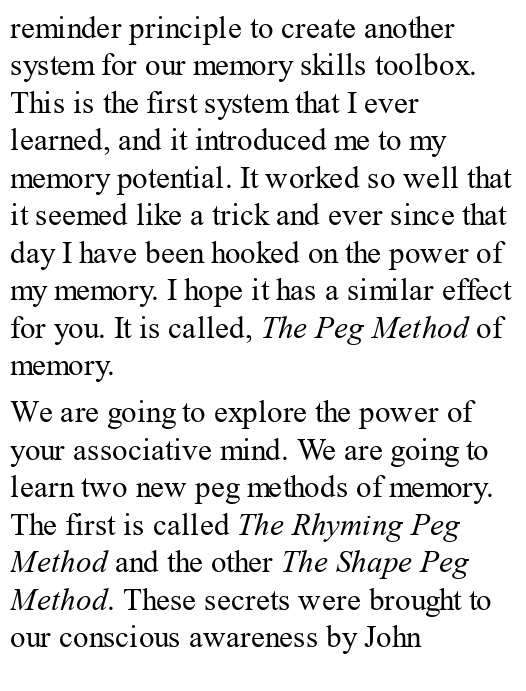 reminder principle to create another
system for our memory skills toolbox.
This is the first system that I ever
learned, and it introduced me to my
memory potential. It worked so well that
it seemed like a trick and ever since that
day I have been hooked on the power of
my memory. I hope it has a similar effect
for you. It is called, The Peg Method of
memory.
We are going to explore the power of
your associative mind. We are going to
learn two new peg methods of memory.
The first is called The Rhyming Peg
Method and the other The Shape Peg
Method. These secrets were brought to
our conscious awareness by John